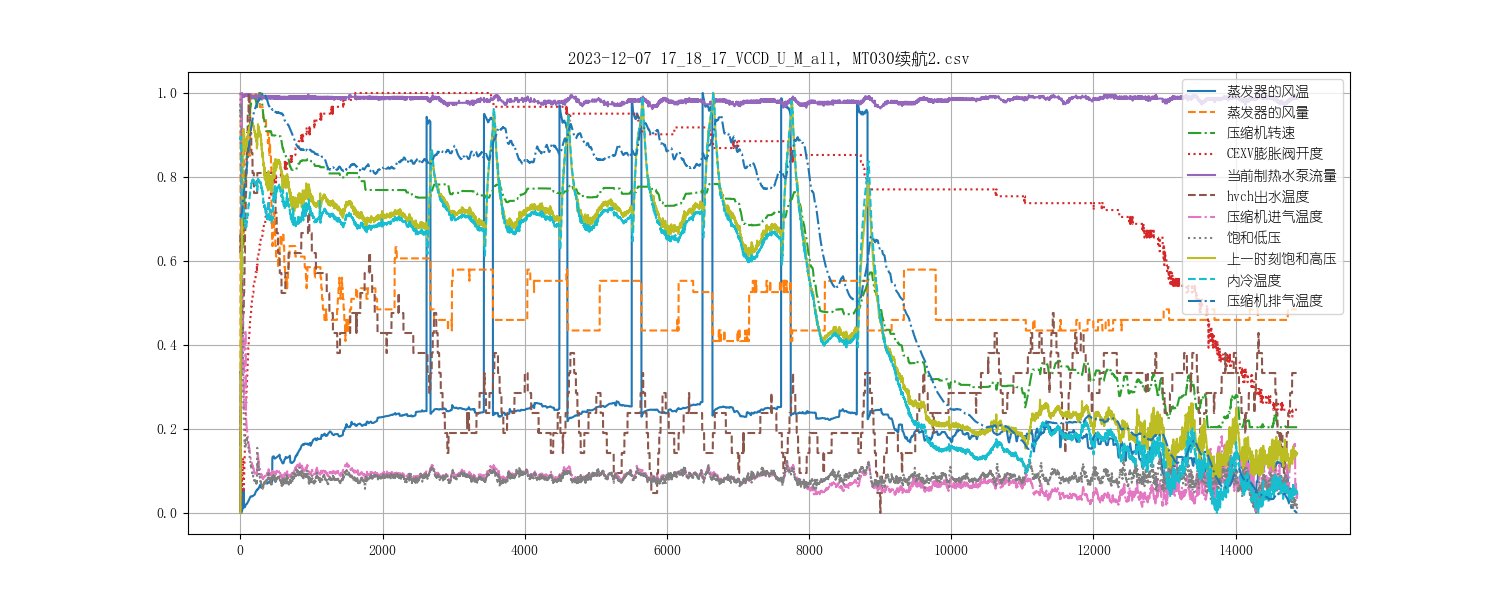 2023-12-07 17_18_17_VCCD_U_M_all, MT030续航2.csv
1.0
0.8
0.6
0.4
0.2
0.0
0
2000
4000
6000
8000
10000
12000
14000
蒸发器的风温
蒸发器的风量
压缩机转速
CEXV膨胀阀开度
当前制热水泵流量
hvch出水温度
压缩机进气温度
饱和低压
上一时刻饱和高压
内冷温度
压缩机排气温度